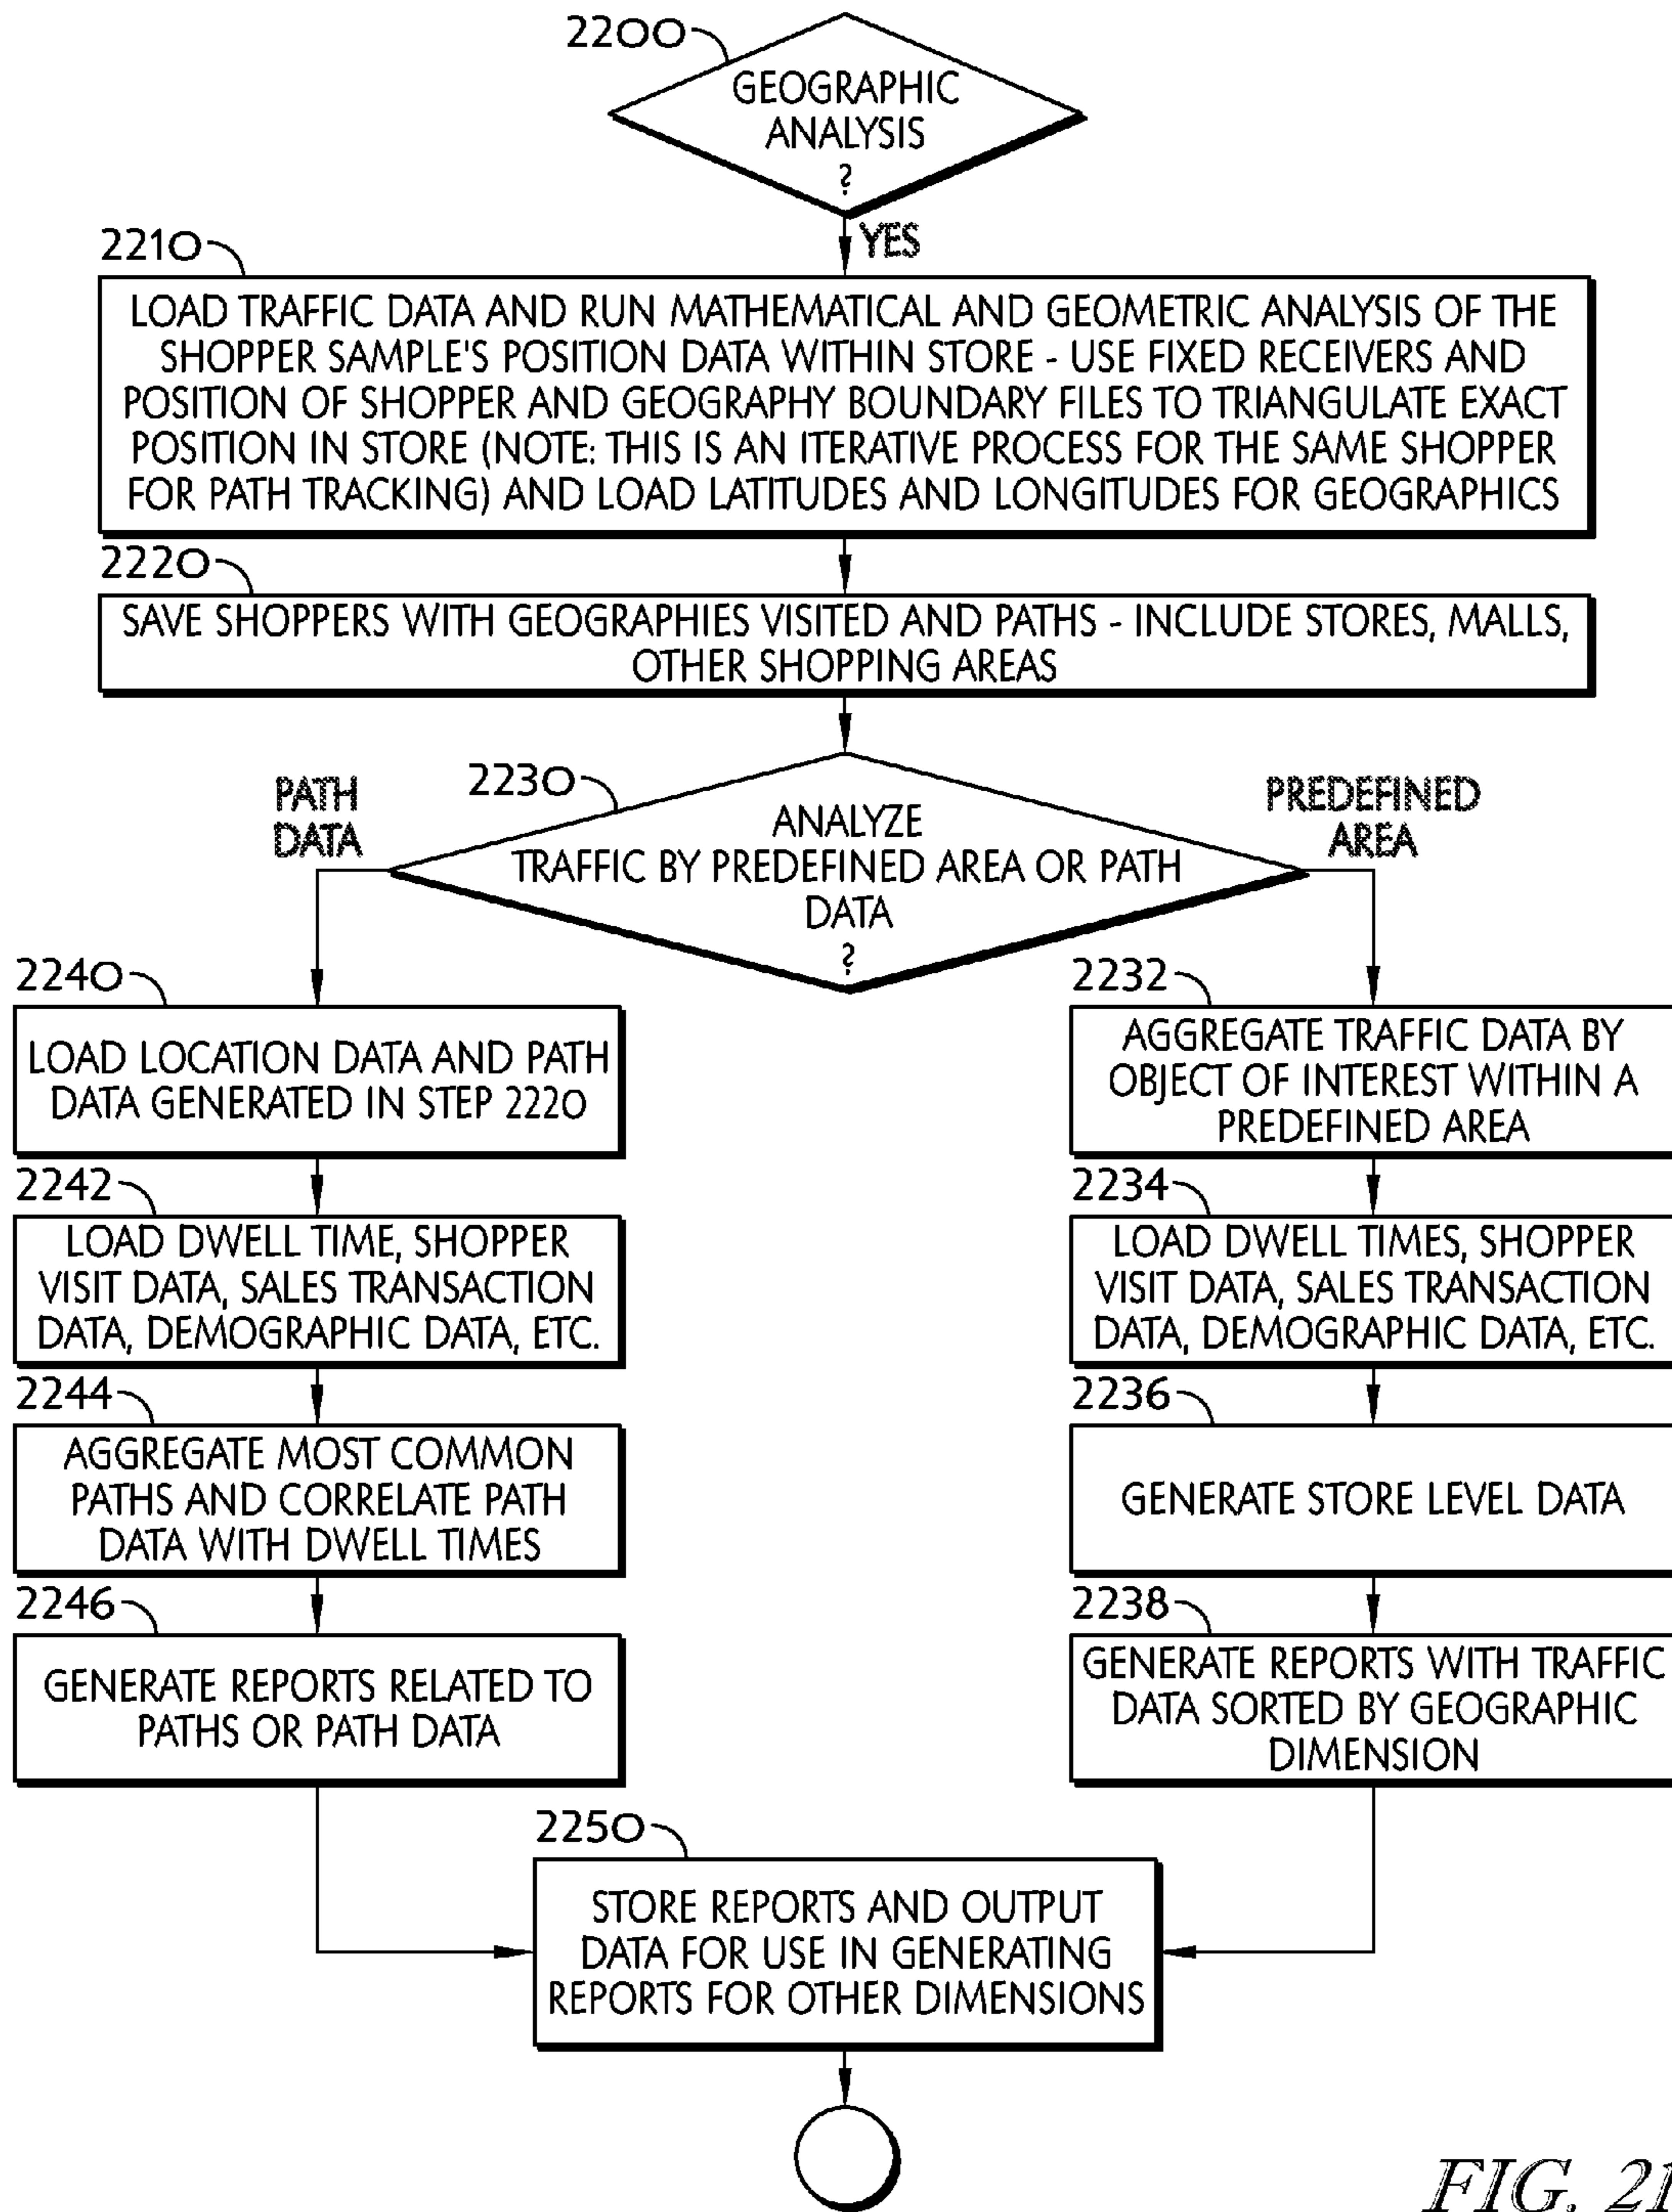 2200
GEOGRAPHIC
ANALYSIS
?
YES
2210
LOAD TRAFFIC DATA AND RUN MATHEMATICAL AND GEOMETRIC ANALYSIS OF THE
SHOPPER SAMPLE'S POSITION DATA WITHIN STORE - USE FIXED RECEIVERS AND
POSITION OF SHOPPER AND GEOGRAPHY BOUNDARY FILES TO TRIANGULATE EXACT
POSITION IN STORE (NOTE: THIS IS AN ITERATIVE PROCESS FOR THE SAME SHOPPER
FOR PATH TRACKING) AND LOAD LATITUDES AND LONGITUDES FOR GEOGRAPHICS
2220
SAVE SHOPPERS WITH GEOGRAPHIES VISITED AND PATHS - INCLUDE STORES, MALLS,
OTHER SHOPPING AREAS
2230
ANALYZE
TRAFFIC BY PREDEFINED AREA OR PATH
DATA
?
PATH
DATA
PREDEFINED
AREA
2240
LOAD LOCATION DATA AND PATH
DATA GENERATED IN STEP 2220
2242
LOAD DWELL TIME, SHOPPER
VISIT DATA, SALES TRANSACTION
DATA, DEMOGRAPHIC DATA, ETC.
2244
AGGREGATE MOST COMMON
PATHS AND CORRELATE PATH
DATA WITH DWELL TIMES
2246
GENERATE REPORTS RELATED TO
PATHS OR PATH DATA
2232
AGGREGATE TRAFFIC DATA BY
OBJECT OF INTEREST WITHIN A
PREDEFINED AREA
2234
LOAD DWELL TIMES, SHOPPER
VISIT DATA, SALES TRANSACTION
DATA, DEMOGRAPHIC DATA, ETC.
2236
GENERATE STORE LEVEL DATA
2238
GENERATE REPORTS WITH TRAFFIC
DATA SORTED BY GEOGRAPHIC
DIMENSION
2250
STORE REPORTS AND OUTPUT
DATA FOR USE IN GENERATING
REPORTS FOR OTHER DIMENSIONS
FIG. 21